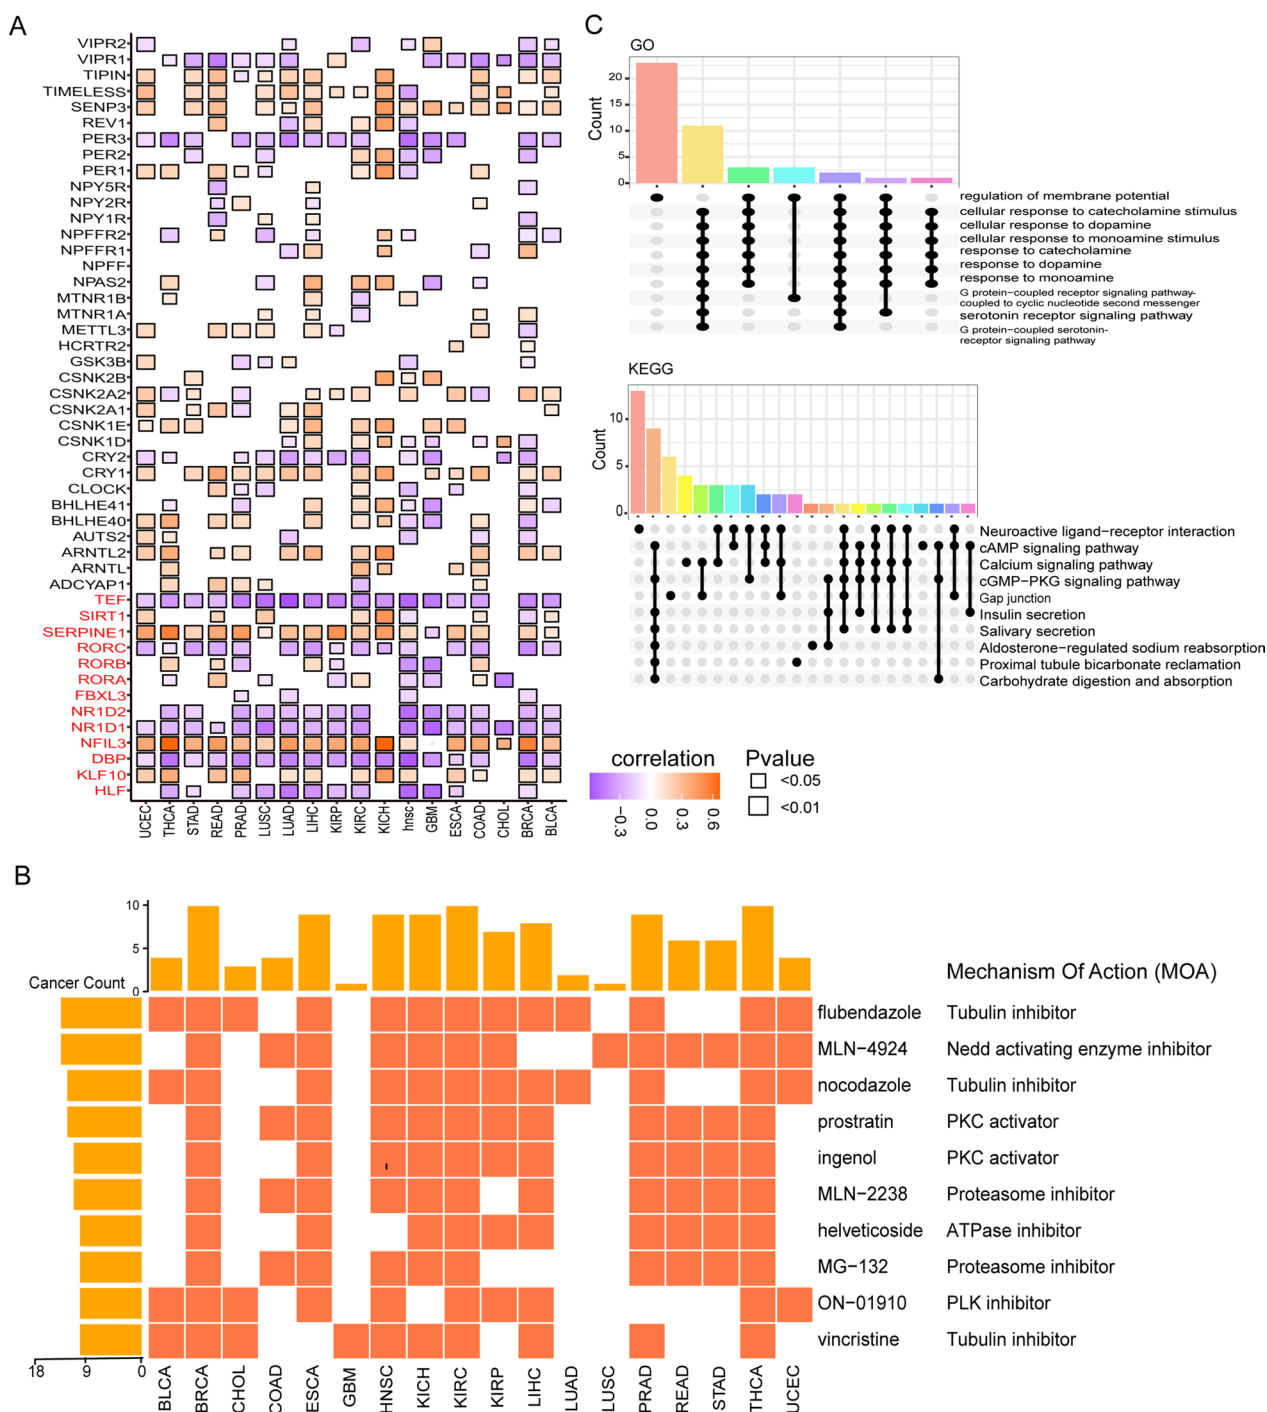 A
VIPR2
VIPR1
TIPIN
TIMELESS
SENP3
REV1
PER3
PER2
PER1
NPY5R
NPY2R
NPY1R
NPFFR2
NPFFR1
NPFF
NPAS2
MTNR1B
MTNR1A
METTL3
HCRTR2
GSK3B
CSNK2B
CSNK2A2
CSNK2A1
CSNK1E
CSNK1D
CRY2
CRY1
CLOCK
BHLHE41
BHLHE40
AUTS2
ARNTL2
ARNTL
ADCYAP1
TEF
SIRT1
SERPINE1
RORC
RORB
RORA
FBXL3
NR1D2
NR1D1
NFIL3
DBP
KLF10
HLF
UCEC
THCA
STAD
READ
PRAD
LUSC
LUAD
LIHC
KIRP
KIRC
KICH
hnsc
GBM
ESCA
COAD
CHOL
BRCA
BLCA
C
GO
Count
20
15
10
5
0
regulation of membrane potential
cellular response to catecholamine stimulus
cellular response to dopamine
cellular response to monoamine stimulus
response to catecholamine
response to dopamine
response to monoamine
G protein-coupled receptor signaling pathway-
coupled to cyclic nucleotide second messenger
serotonin receptor signaling pathway
G protein-coupled serotonin-
receptor signaling pathway
KEGG
Count
10
5
0
Neuroactive ligand-receptor interaction
cAMP signaling pathway
Calcium signaling pathway
cGMP-PKG signaling pathway
Gap junction
Insulin secretion
Salivary secretion
Aldosterone-regulated sodium reabsorption
Proximal tubule bicarbonate reclamation
Carbohydrate digestion and absorption
correlation
-0.3
0.0
0.3
0.6
Pvalue
<0.05
<0.01
B
10
5
0
Cancer Count
Mechanism Of Action (MOA)
flubendazole Tubulin inhibitor
MLN-4924 Nedd activating enzyme inhibitor
nocodazole Tubulin inhibitor
prostratin PKC activator
ingenol PKC activator
MLN-2238 Proteasome inhibitor
helveticoside ATPase inhibitor
MG-132 Proteasome inhibitor
ON-01910 PLK inhibitor
vincristine Tubulin inhibitor
18 9 0
BLCA
BRCA
CHOL
COAD
ESCA
GBM
HNSC
KICH
KIRC
KIRP
LIHC
LUAD
LUSC
PRAD
READ
STAD
THCA
UCEC